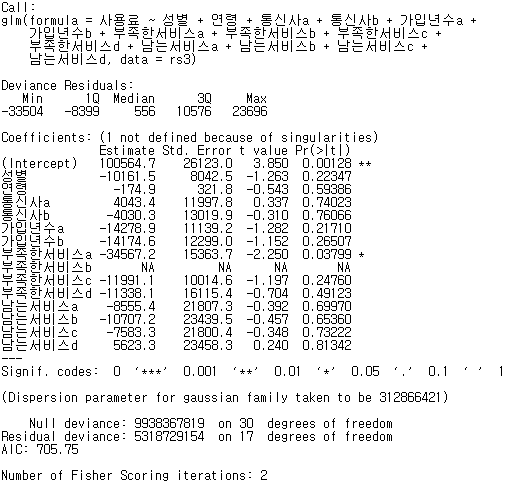 Call:
glm(formula = 사용료 ~ 성별 + 연령 + 통신사a + 통신사b + 가입년수a +
가입년수b + 부족한서비스a + 부족한서비스b + 부족한서비스c +
부족한서비스d + 남는서비스a + 남는서비스b + 남는서비스c +
남는서비스d, data = rs3)
Deviance Residuals:
Min 1Q Median 3Q Max
-33504 -8399 556 10576 23696
Coefficients: (1 not defined because of singularities)
Estimate Std. Error t value Pr(>|t|)
(Intercept) 100564.7 26123.0 3.850 0.00128 **
성별 -10161.5 8042.5 -1.263 0.22347
연령 -174.9 321.8 -0.543 0.59386
통신사a 4043.4 11997.8 0.337 0.74023
통신사b -4030.3 13019.9 -0.310 0.76066
가입년수a -14278.9 11139.2 -1.282 0.21710
가입년수b -14174.6 12299.0 -1.152 0.26507
부족한서비스a -34567.2 15363.7 -2.250 0.03799 *
부족한서비스b NA NA NA NA
부족한서비스c -11991.1 10014.6 -1.197 0.24760
부족한서비스d -11338.1 16115.4 -0.704 0.49123
남는서비스a -8555.4 21807.3 -0.392 0.69970
남는서비스b -10707.2 23439.5 -0.457 0.65360
남는서비스c -7583.3 21800.4 -0.348 0.73222
남는서비스d 5623.3 23458.3 0.240 0.81342
---
Signif. codes: 0 ‘***’ 0.001 ‘**’ 0.01 ‘*’ 0.05 ‘.’ 0.1 ‘ ’ 1
(Dispersion parameter for gaussian family taken to be 312866421)
Null deviance: 9938367819 on 30 degrees of freedom
Residual deviance: 5318729154 on 17 degrees of freedom
AIC: 705.75
Number of Fisher Scoring iterations: 2